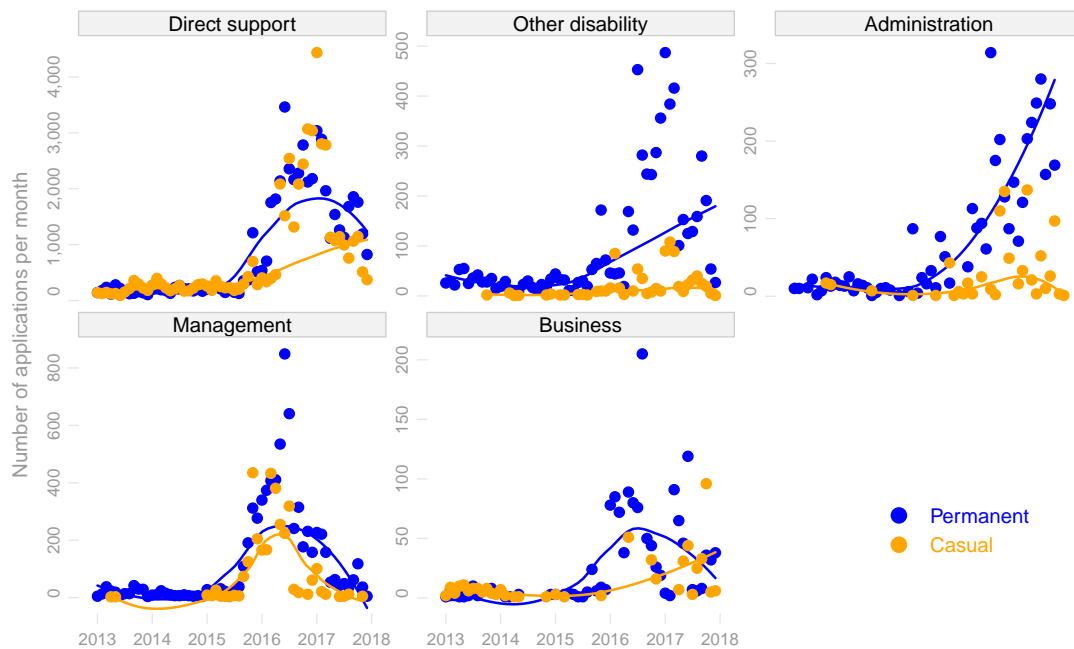 Direct support
Other disability
Administration
Number of applications per month
0
1,000
2,000
3,000
4,000
0
100
200
300
400
500
0
100
200
300
Management
Business
0
200
400
600
800
0
50
100
150
200
2013 2014 2015 2016 2017 2018
2013 2014 2015 2016 2017 2018
Permanent
Casual